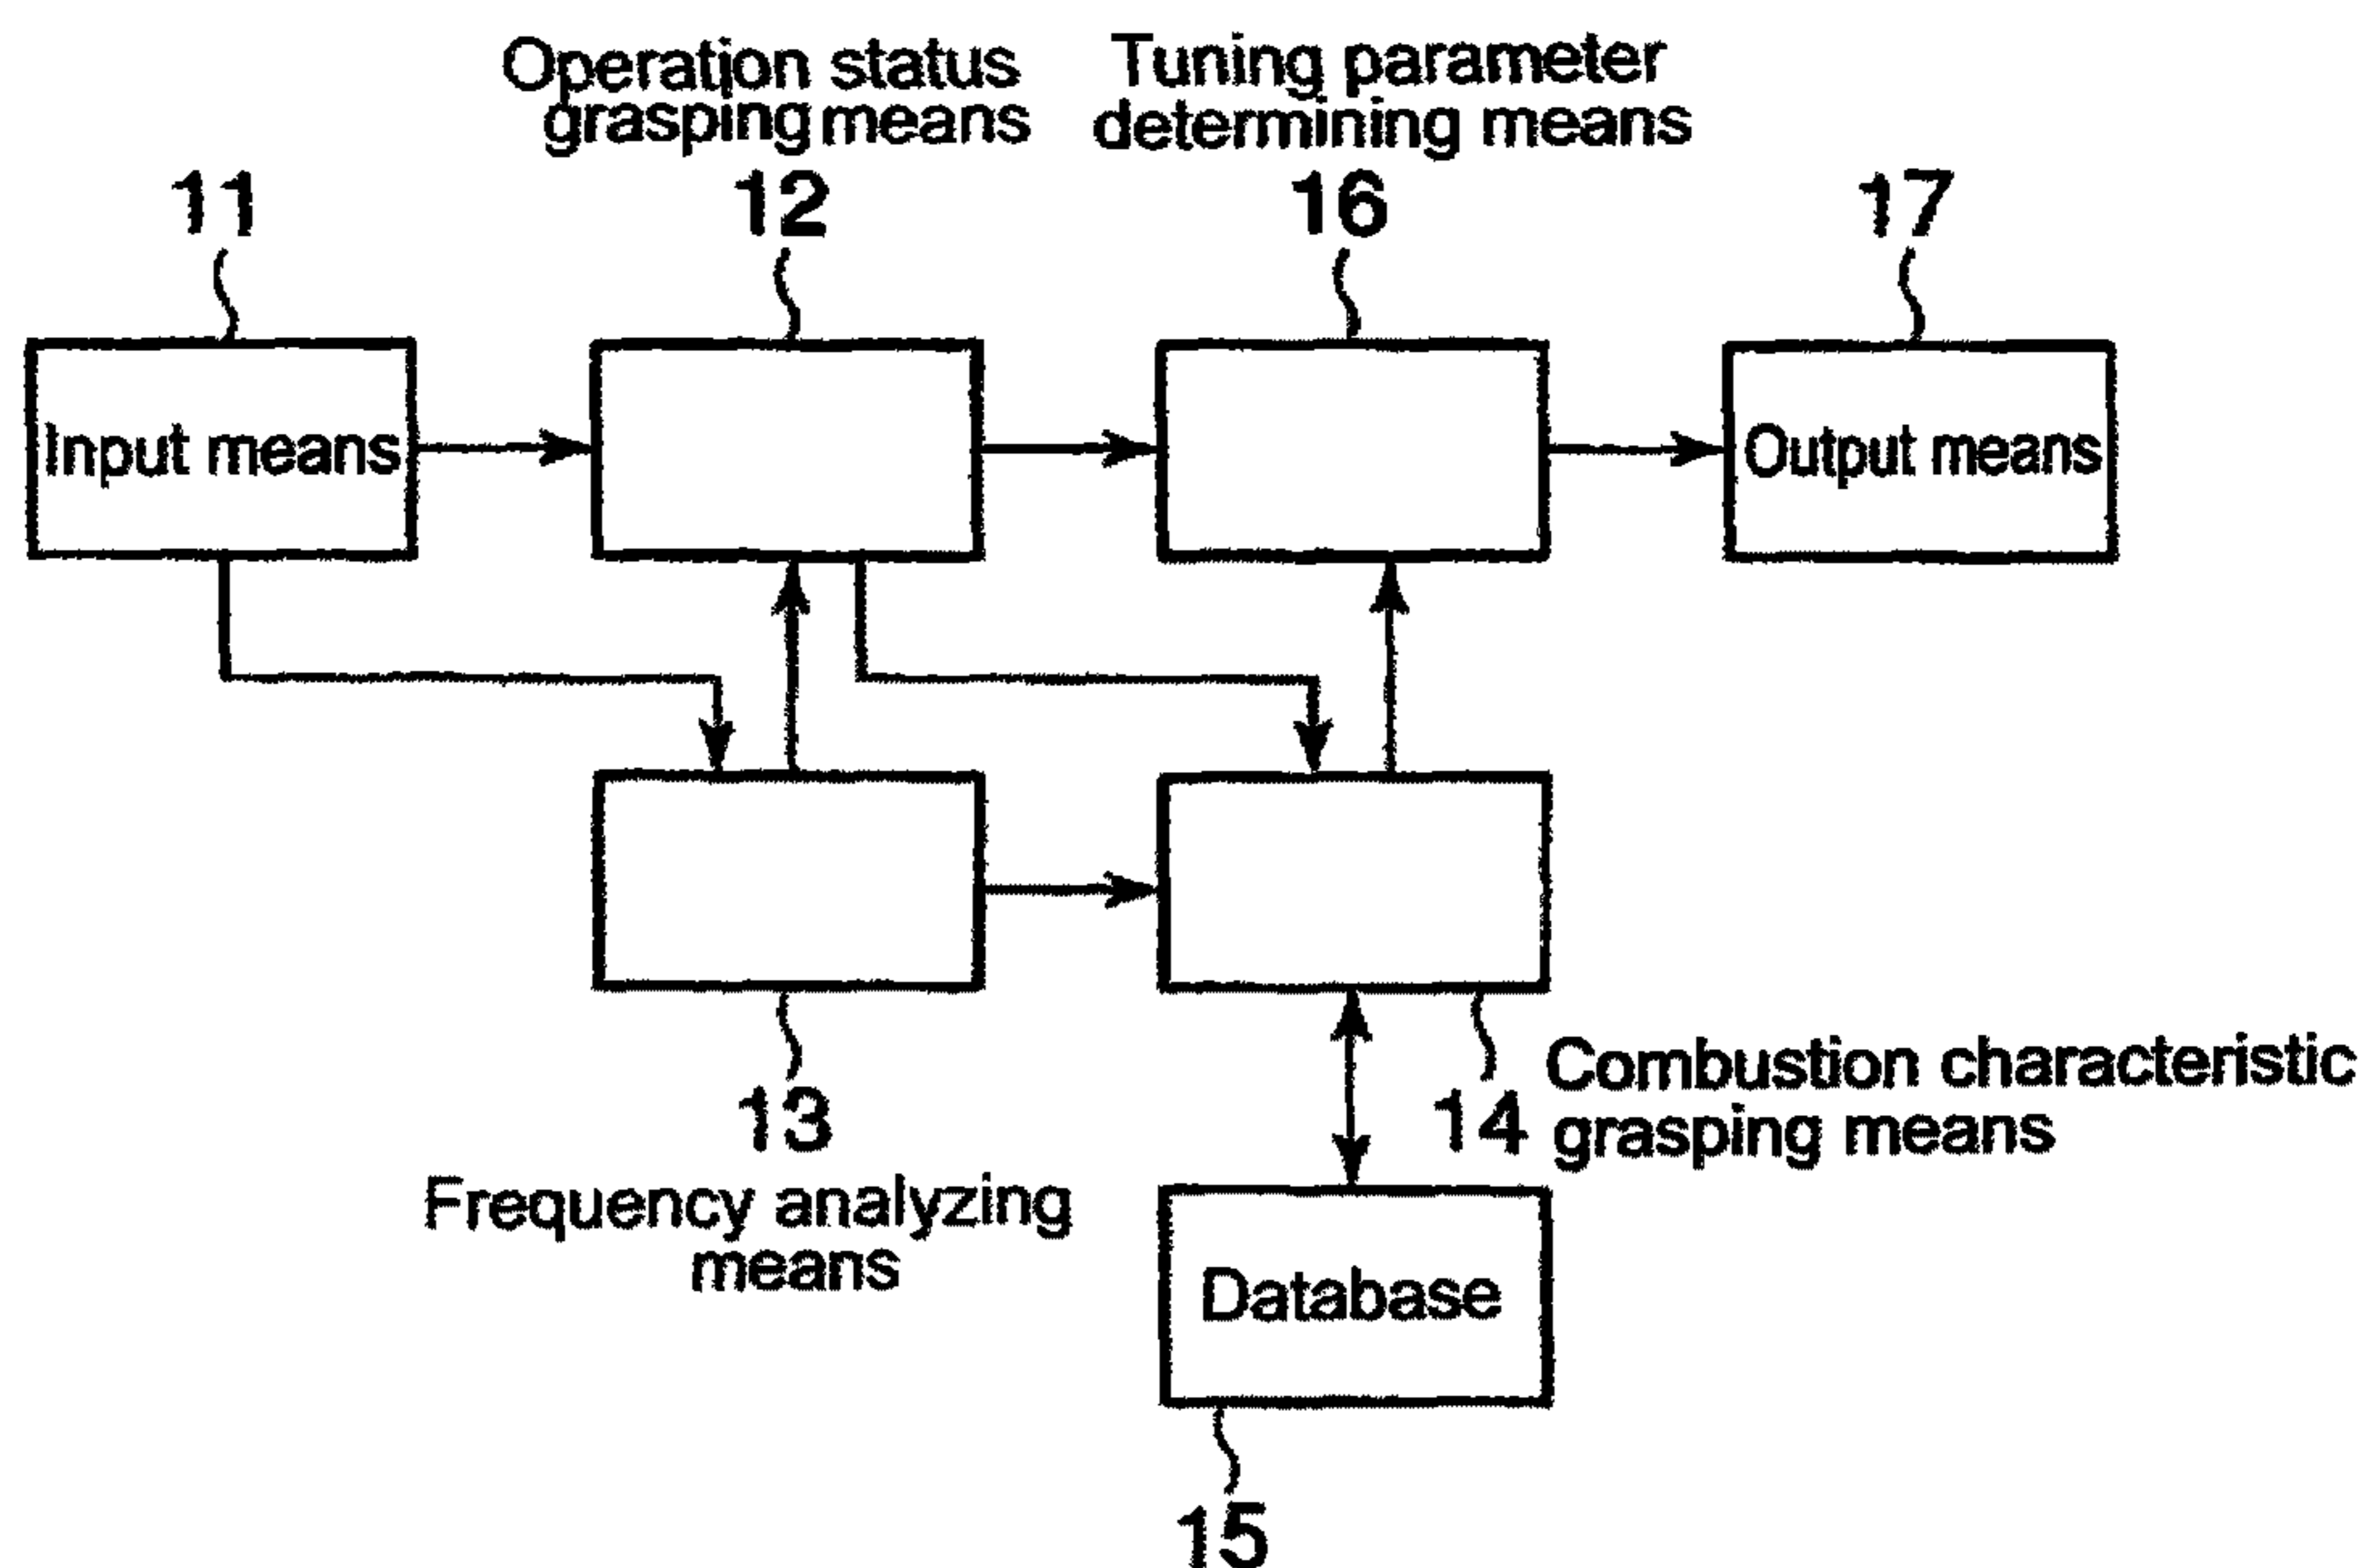 Operation status
grasping means
Tuning parameter
determining means
11
12
16
17
Input means
Output means
13
Frequency analyzing
means
14
Combustion characteristic
grasping means
Database
15